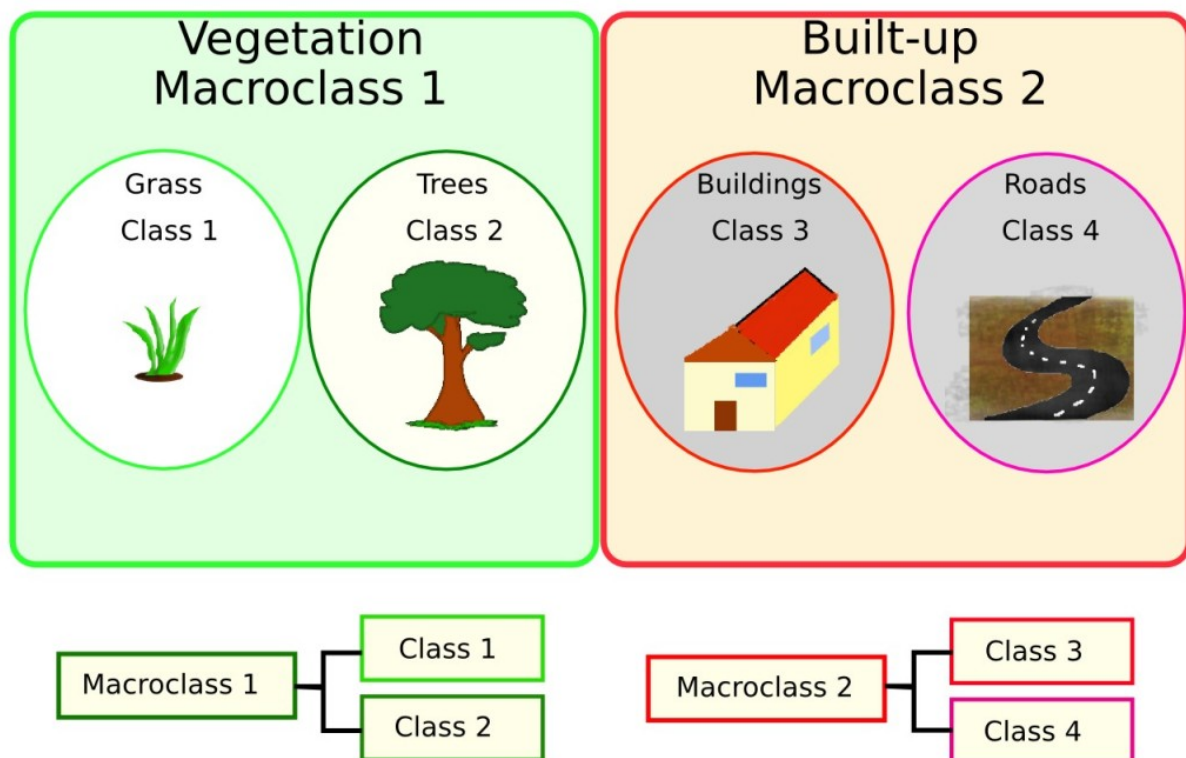 Vegetation
Macroclass 1
Grass
Class 1
Trees
Class 2
Built-up
Macroclass 2
Buildings
Class 3
Roads
Class 4
Macroclass 1
Class 1
Class 2
Macroclass 2
Class 3
Class 4